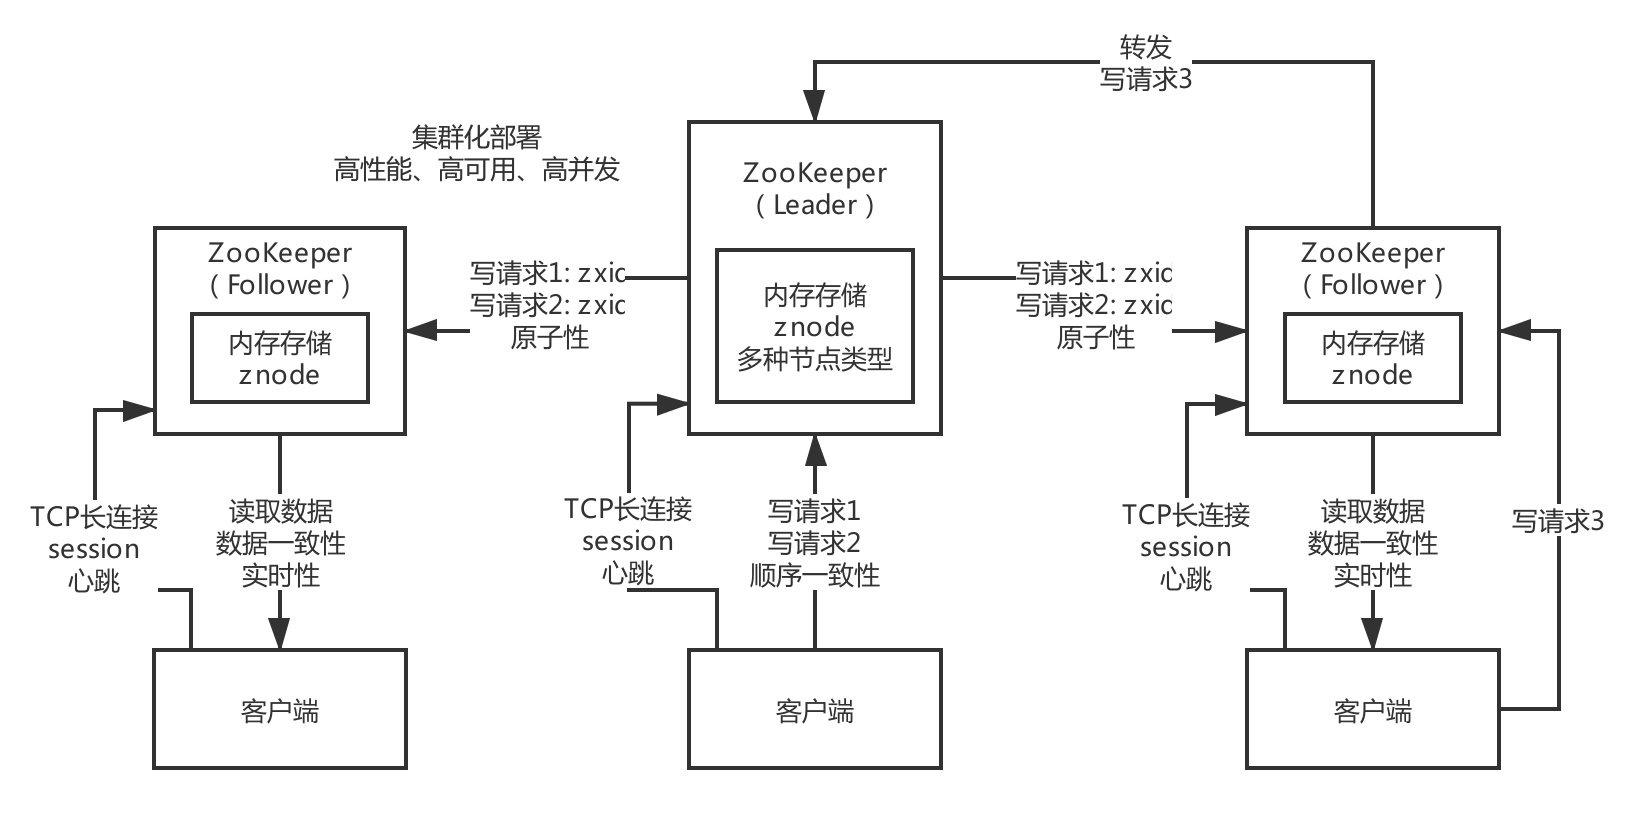 转发
写请求3
集群化部署
高性能、高可用、高并发
ZooKeeper
（Leader）
内存存储
znode
多种节点类型
ZooKeeper
（Follower）
内存存储
znode
写请求1: zxid
写请求2: zxid
原子性
写请求1: zxid
写请求2: zxid
原子性
ZooKeeper
（Follower）
内存存储
znode
TCP长连接
session
心跳
读取数据
数据一致性
实时性
TCP长连接
session
心跳
写请求1
写请求2
顺序一致性
TCP长连接
session
心跳
读取数据
数据一致性
实时性
写请求3
客户端
客户端
客户端